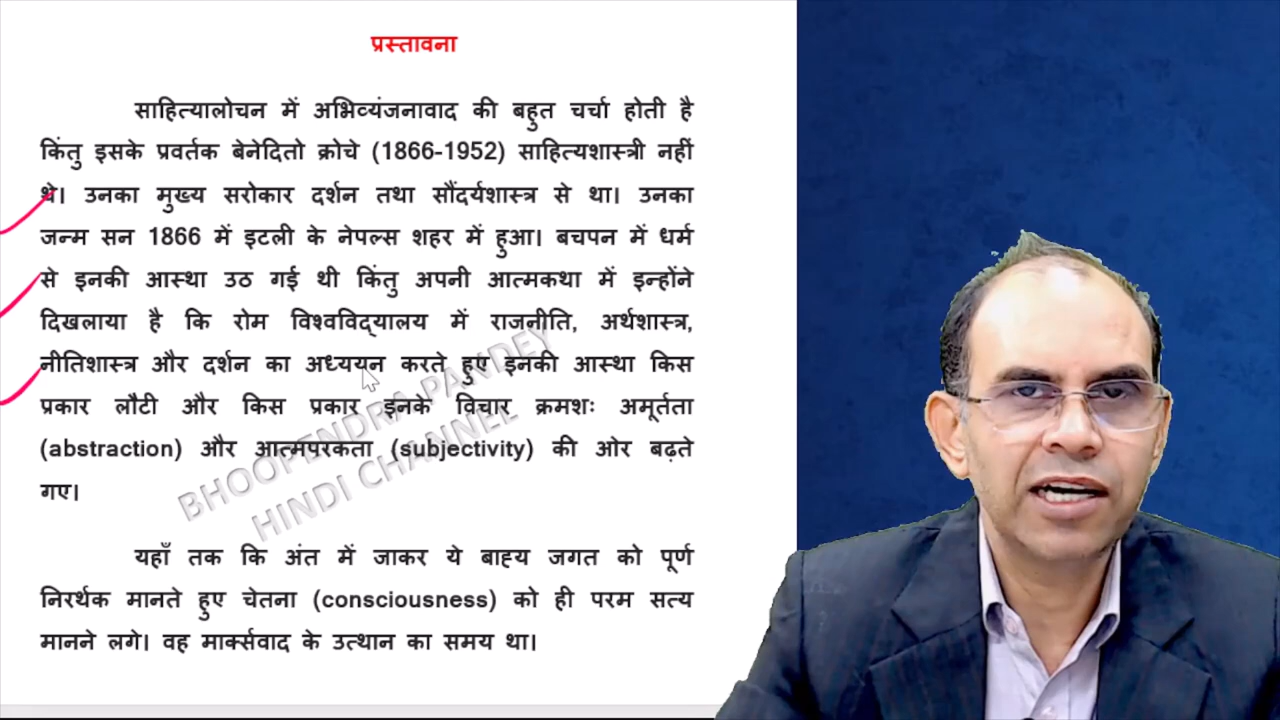 प्रस्तावना
साहित्यालोचन में अभिव्यंजनावाद की बहुत चर्चा होती है
किंतु इसके प्रवर्तक बेनेदितो क्रोचे (1866-1952) साहित्यशास्त्री नहीं
थे। उनका मुख्य सरोकार दर्शन तथा सौंदर्यशास्त्र से था। उनका
जन्म सन 1866 में इटली के नेपल्स शहर में हुआ। बचपन में धर्म
से इनकी आस्था उठ गई थी किंतु अपनी आत्मकथा में इन्होंने
दिखलाया है कि रोम विश्वविद्यालय में राजनीति, अर्थशास्त्र,
नीतिशास्त्र और दर्शन का अध्ययन करते हुए इनकी आस्था किस
प्रकार लौटी और किस प्रकार इनके विचार क्रमशः अमूर्तता
(abstraction) और आत्मपरकता (subjectivity) की ओर बढ़ते
गए।
यहाँ तक कि अंत में जाकर ये बाह्य जगत को पूर्ण
निरर्थक मानते हुए चेतना (consciousness) को ही परम सत्य
मानने लगे। वह मार्क्सवाद के उत्थान का समय था।
BHOOPENDRA PANDEY
HINDI CHANNEL